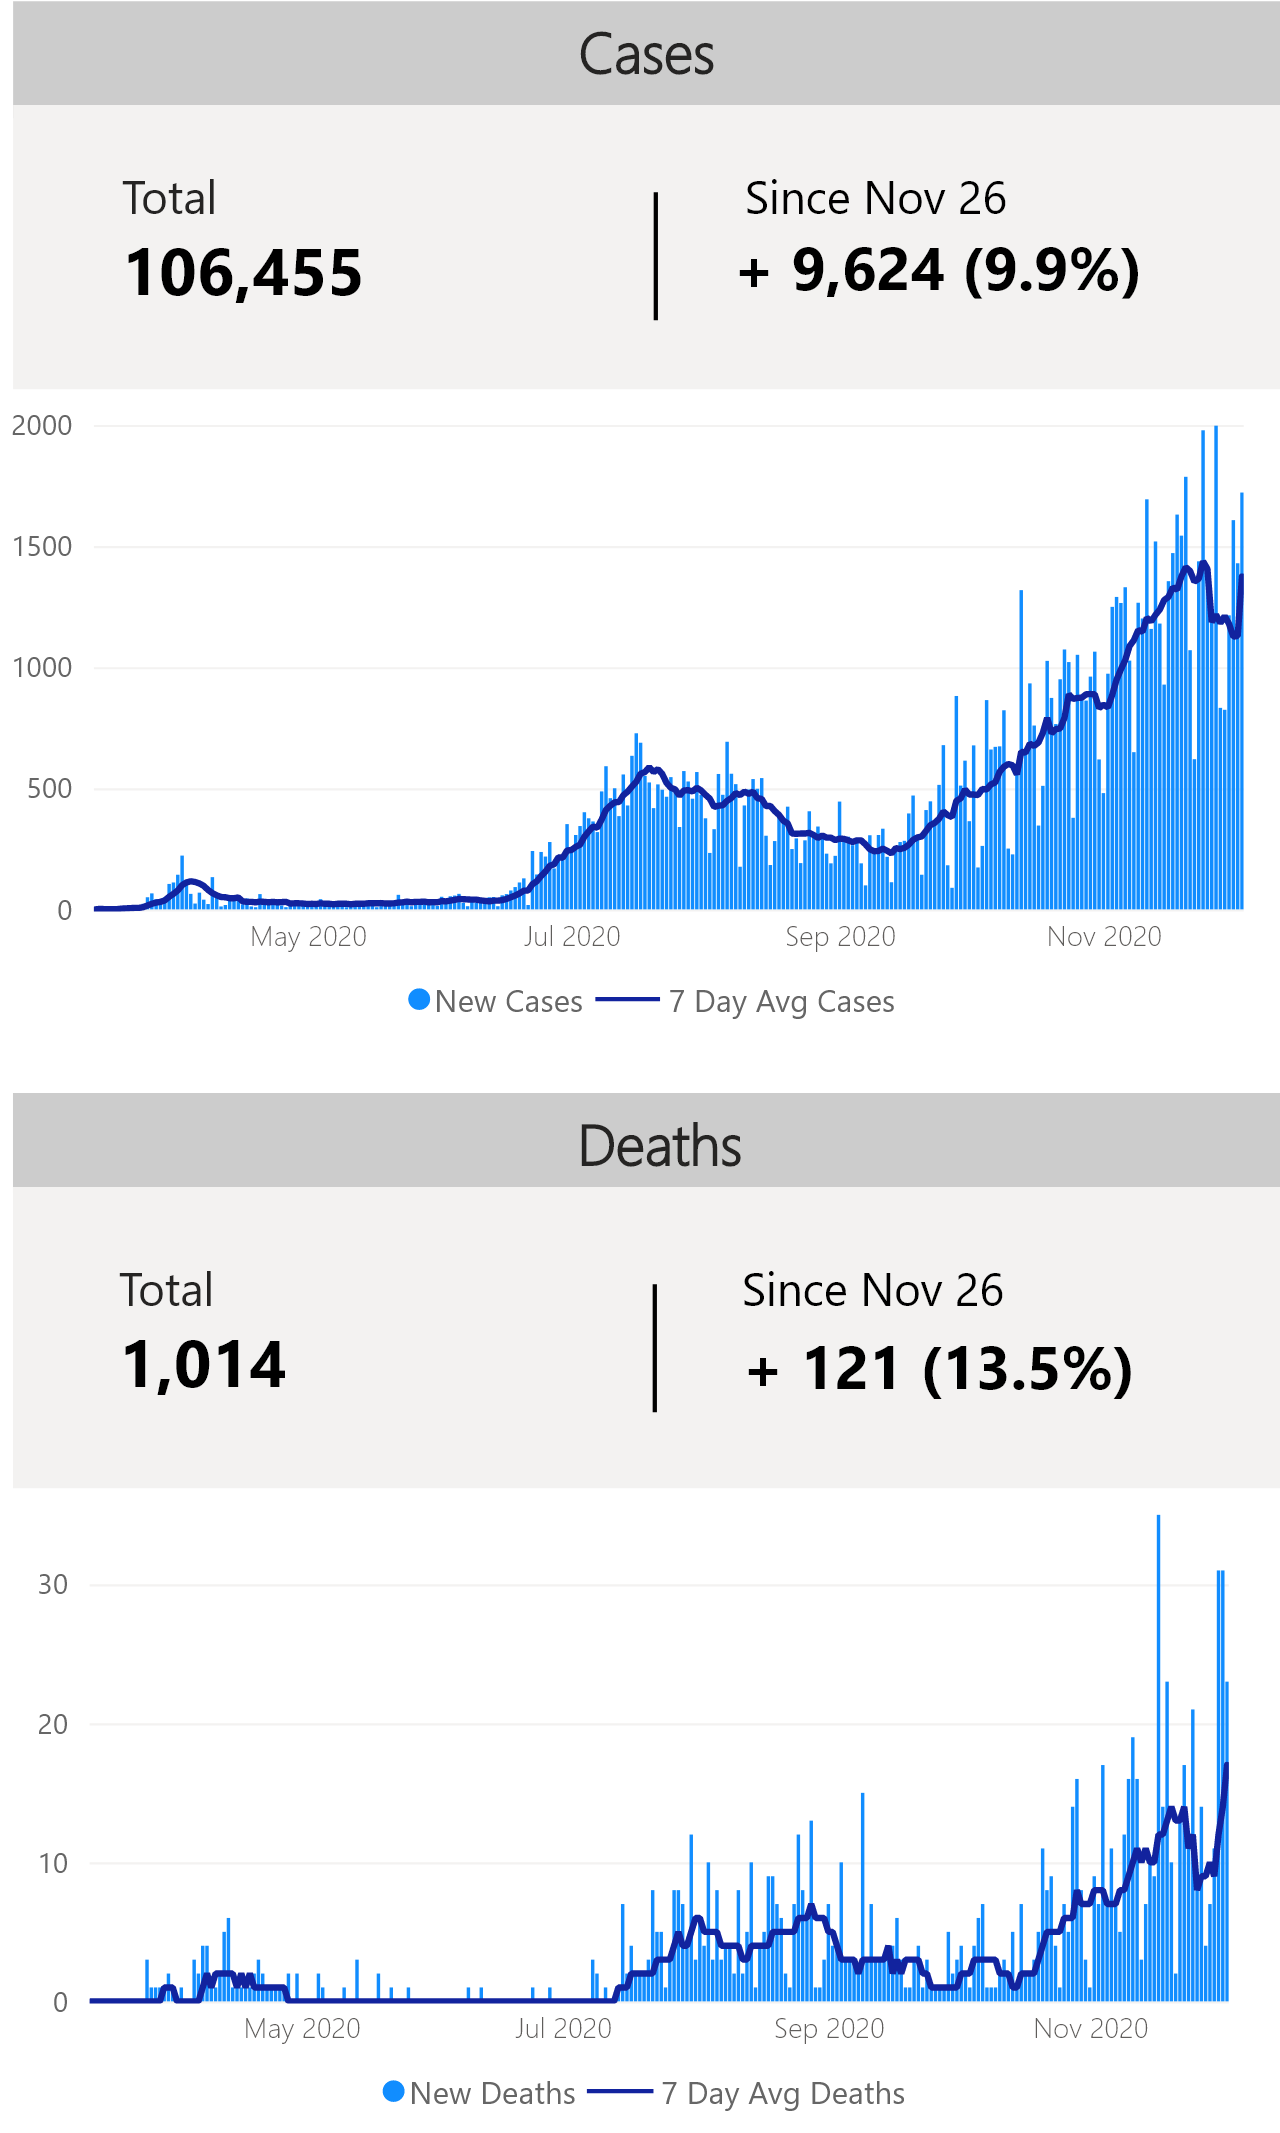 Cases
Total
Since Nov 26
106,455
+ 9,624 (9.9%)
2000
1500
1000
500
0
May 2020
Jul 2020
Sep 2020
Nov 2020
New Cases
7 Day Avg Cases
Deaths
Total
Since Nov 26
1,014
+ 121 (13.5%)
30
20
10
0
May 2020
Jul 2020
Sep 2020
Nov 2020
New Deaths
7 Day Avg Deaths